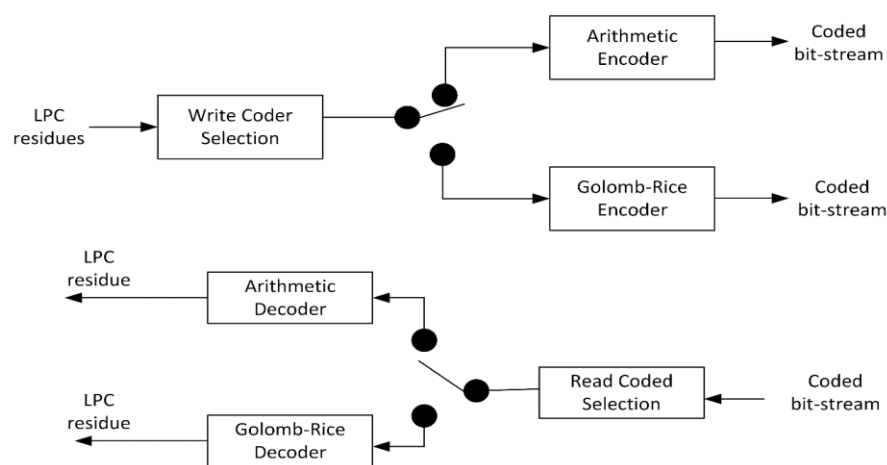 Arithmetic
Encoder
Coded
bit-stream
LPC
residues
Write Coder
Selection
Golomb-Rice
Encoder
Coded
bit-stream
LPC
residue
Arithmetic
Decoder
Read Coded
Selection
Coded
bit-stream
LPC
residue
Golomb-Rice
Decoder